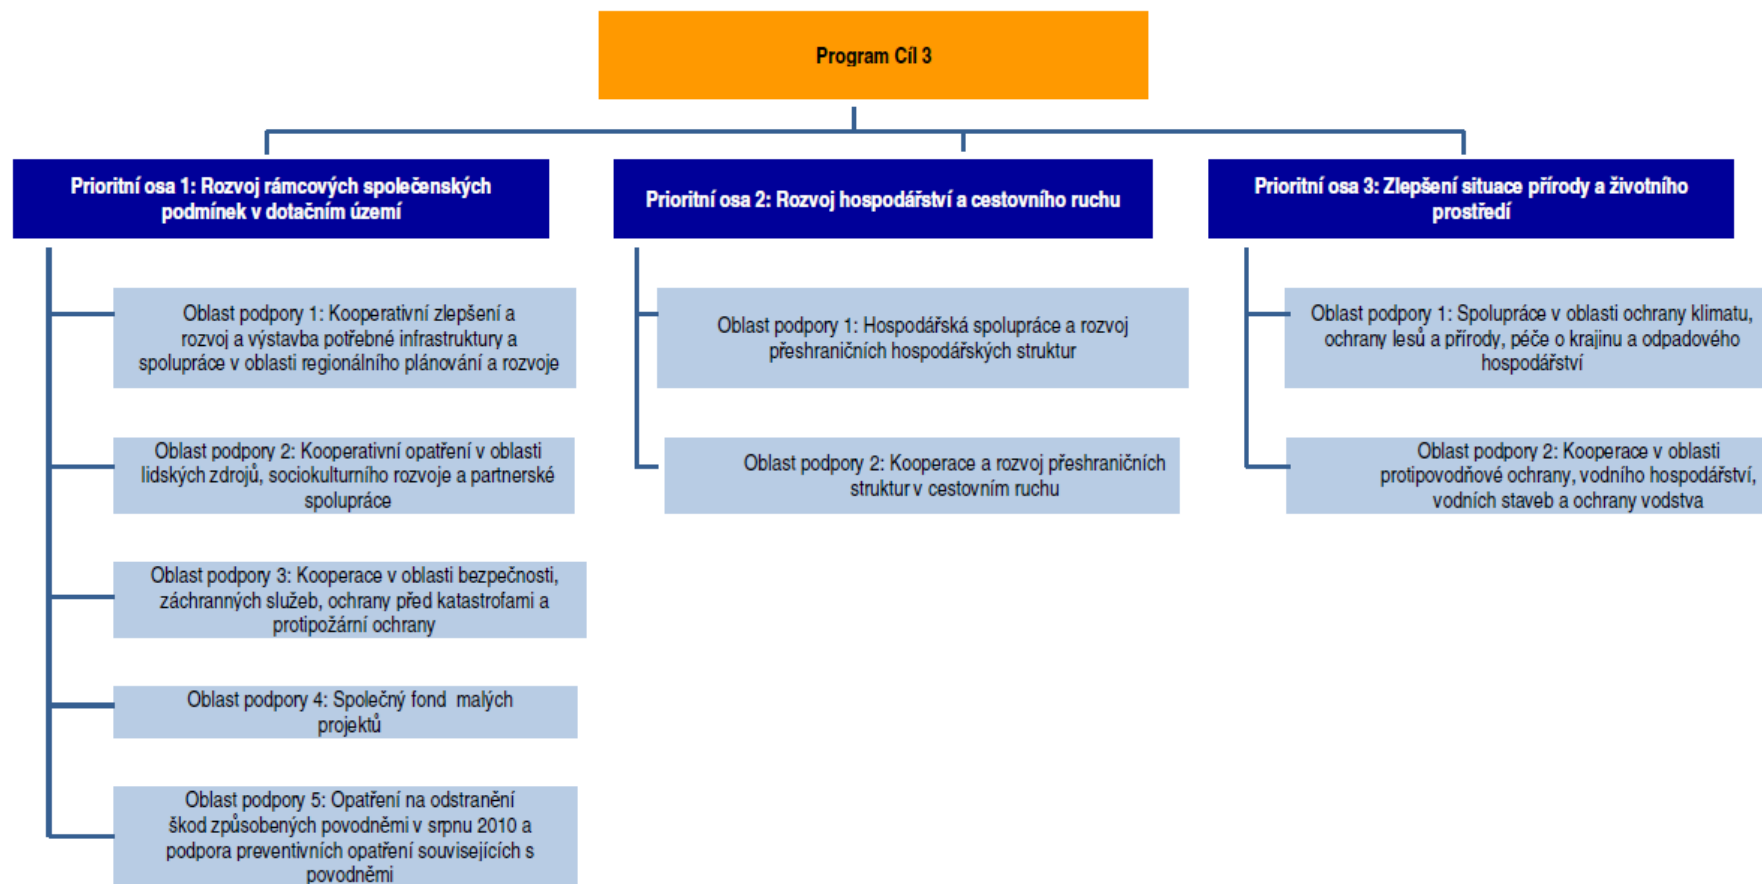 Program Cíl 3
Prioritní osa 1: Rozvoj rámcových společenských
podmínek v dotačním území
Oblast podpory 1: Kooperativní zlepšení a
rozvoj a výstavba potřebné infrastruktury a
spolupráce v oblasti regionálního plánování a rozvoje
Oblast podpory 2: Kooperativní opatření v oblasti
lidských zdrojů, sociokulturního rozvoje a partnerské
spolupráce
Oblast podpory 3: Kooperace v oblasti bezpečnosti,
záchranných služeb, ochrany před katastrofami a
protipožární ochrany
Oblast podpory 4: Společný fond malých
projektů
Oblast podpory 5: Opatření na odstranění
škod způsobených povodněmi v srpnu 2010 a
podpora preventivních opatření souvisejících s
povodněmi
Prioritní osa 2: Rozvoj hospodářství a cestovního ruchu
Oblast podpory 1: Hospodářská spolupráce a rozvoj
přeshraničních hospodářských struktur
Oblast podpory 2: Kooperace a rozvoj přeshraničních
struktur v cestovním ruchu
Prioritní osa 3: Zlepšení situace přírody a životního
prostředí
Oblast podpory 1: Spolupráce v oblasti ochrany klimatu,
ochrany lesů a přírody, péče o krajinu a odpadového
hospodářství
Oblast podpory 2: Kooperace v oblasti
protipovodňové ochrany, vodního hospodářství,
vodních staveb a ochrany vodstva